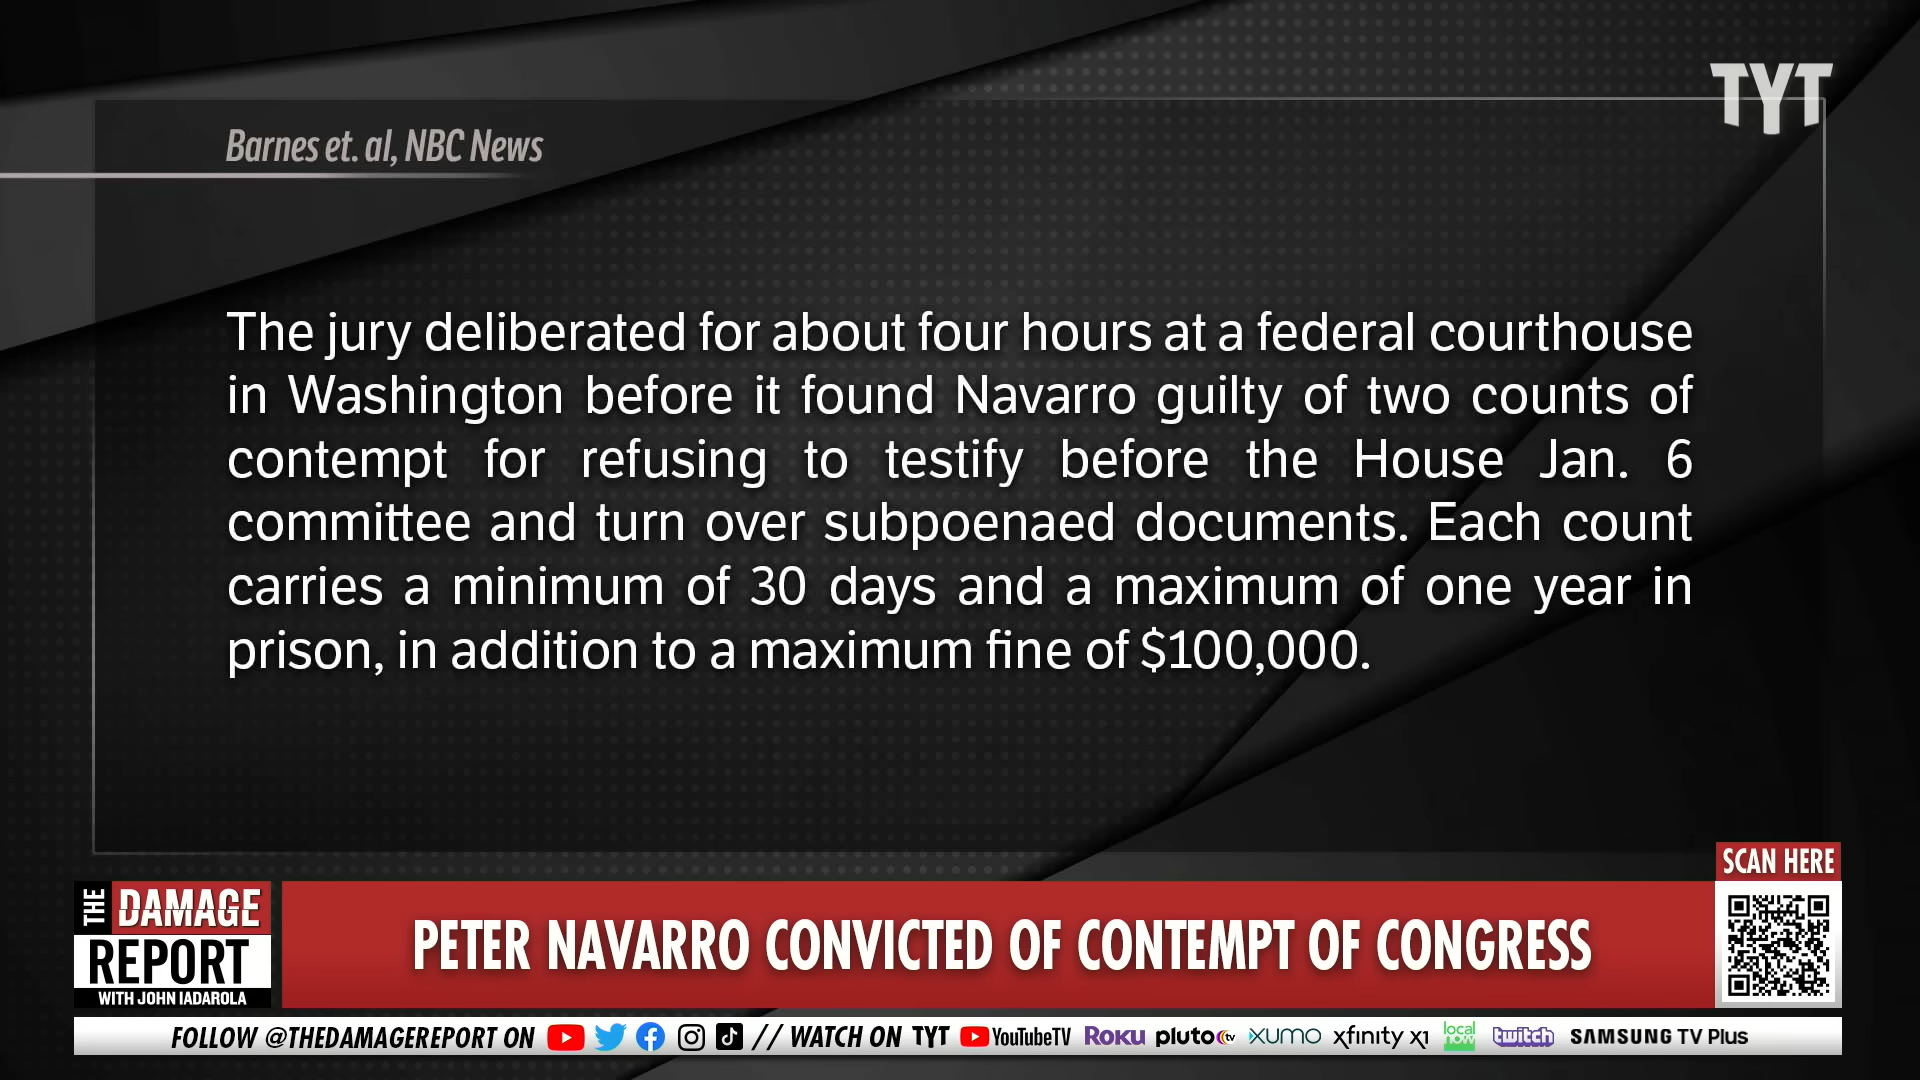 TYT
Barnes et. al, NBC News
The jury deliberated for about four hours at a federal courthouse
in Washington before it found Navarro guilty of two counts of
contempt for refusing to testify before the House Jan. 6
committee and turn over subpoenaed documents. Each count
carries a minimum of 30 days and a maximum of one year in
prison, in addition to a maximum fine of $100,000.
SCAN HERE
THE DAMAGE
REPORT
WITH JOHN IADAROLA
PETER NAVARRO CONVICTED OF CONTEMPT OF CONGRESS
FOLLOW @THEDAMAGEREPORT ON // WATCH ON TYT YouTubeTV ROKU pluto tv XUMO xfinity x1 local now twitch SAMSUNG TV Plus